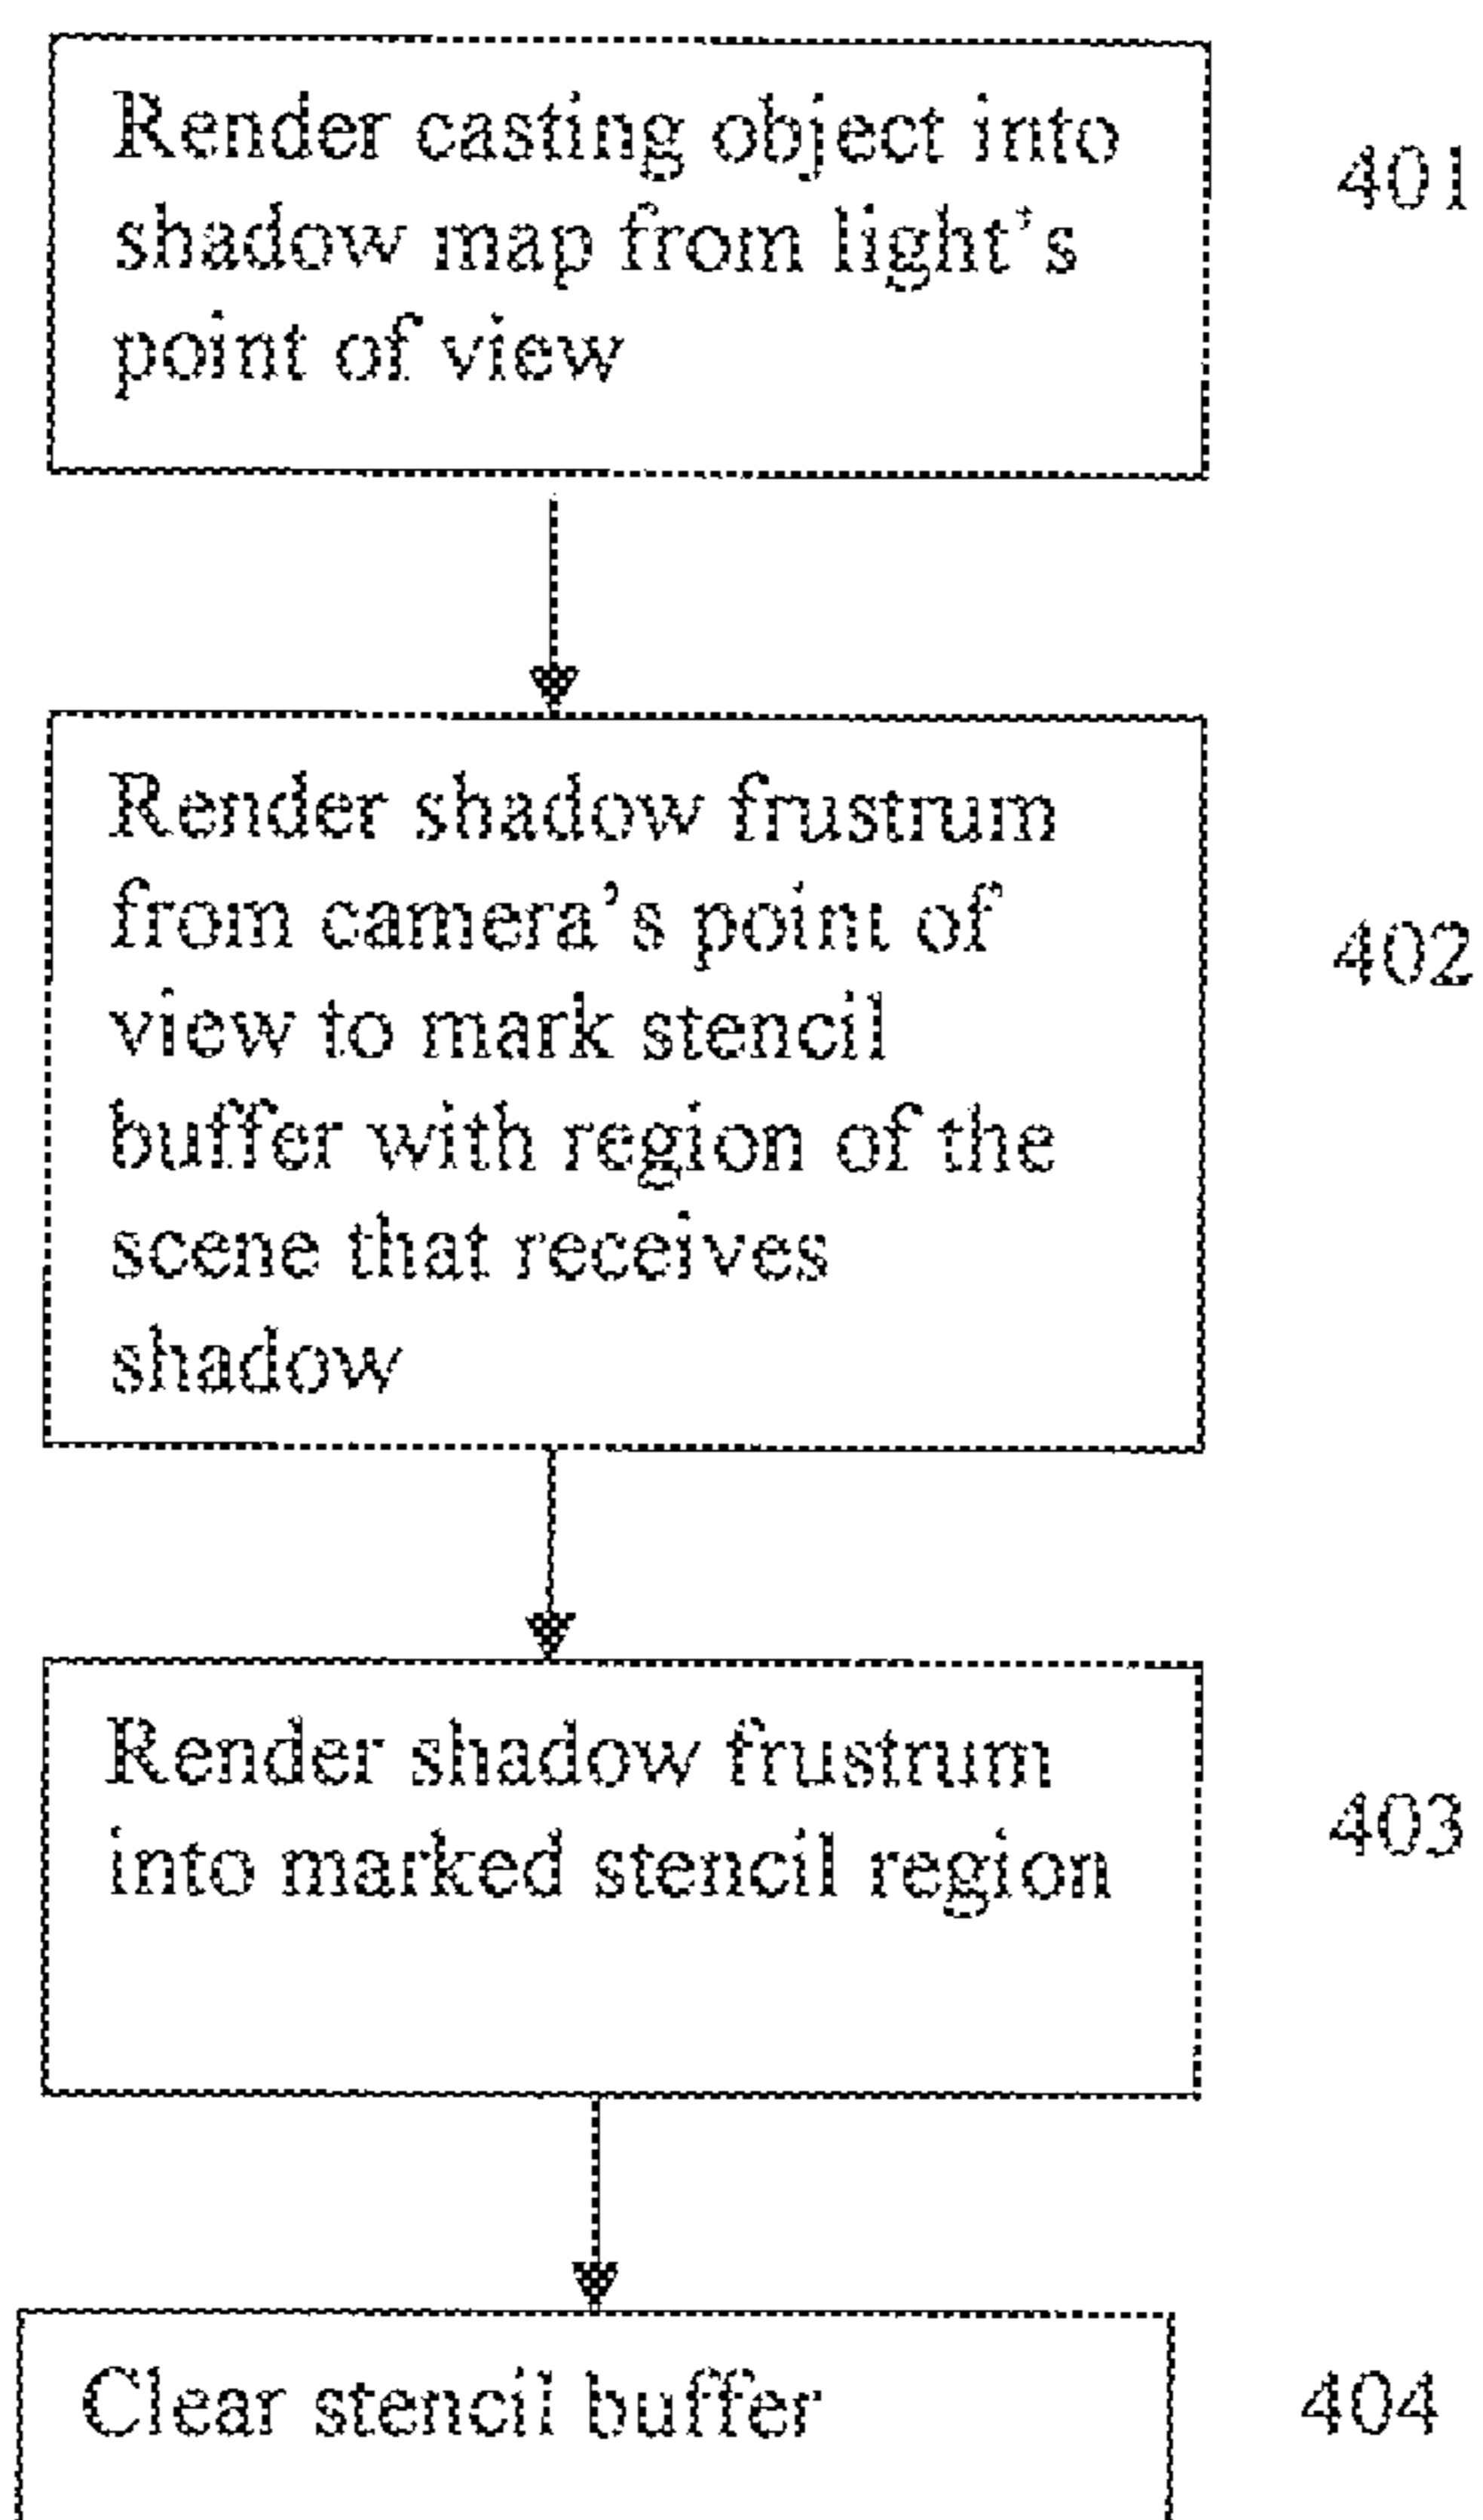 Render casting object into
401
shadow map from light's
point of view
Render shadow frustrum
from camera's point of
402
view to mark stencil
buffer with region of the
scene that receives
shadow
Render shadow frustrum
403
into marked stencil region
Clear stencil buffer
404